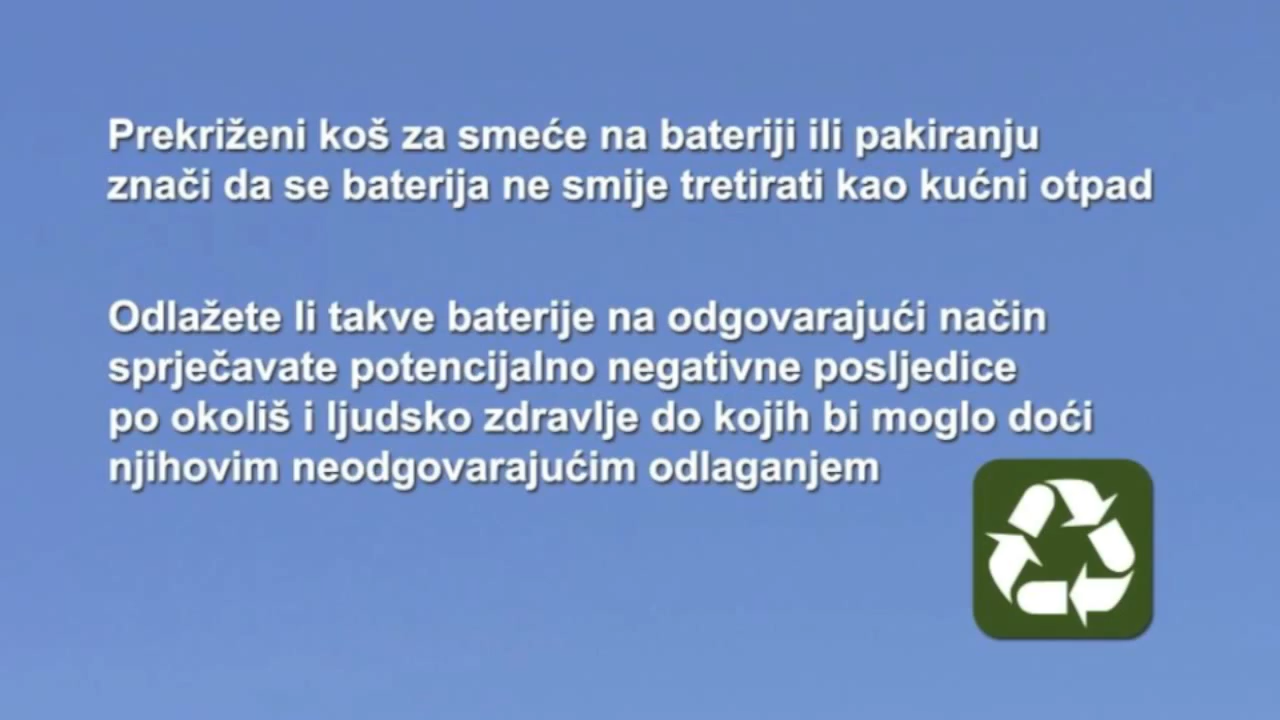 Prekriženi koš za smeće na bateriji ili pakiranju
znači da se baterija ne smije tretirati kao kućni otpad
Odlažete li takve baterije na odgovarajući način
sprječavate potencijalno negativne posljedice
po okoliš i ljudsko zdravlje do kojih bi moglo doći
njihovim neodgovarajućim odlaganjem